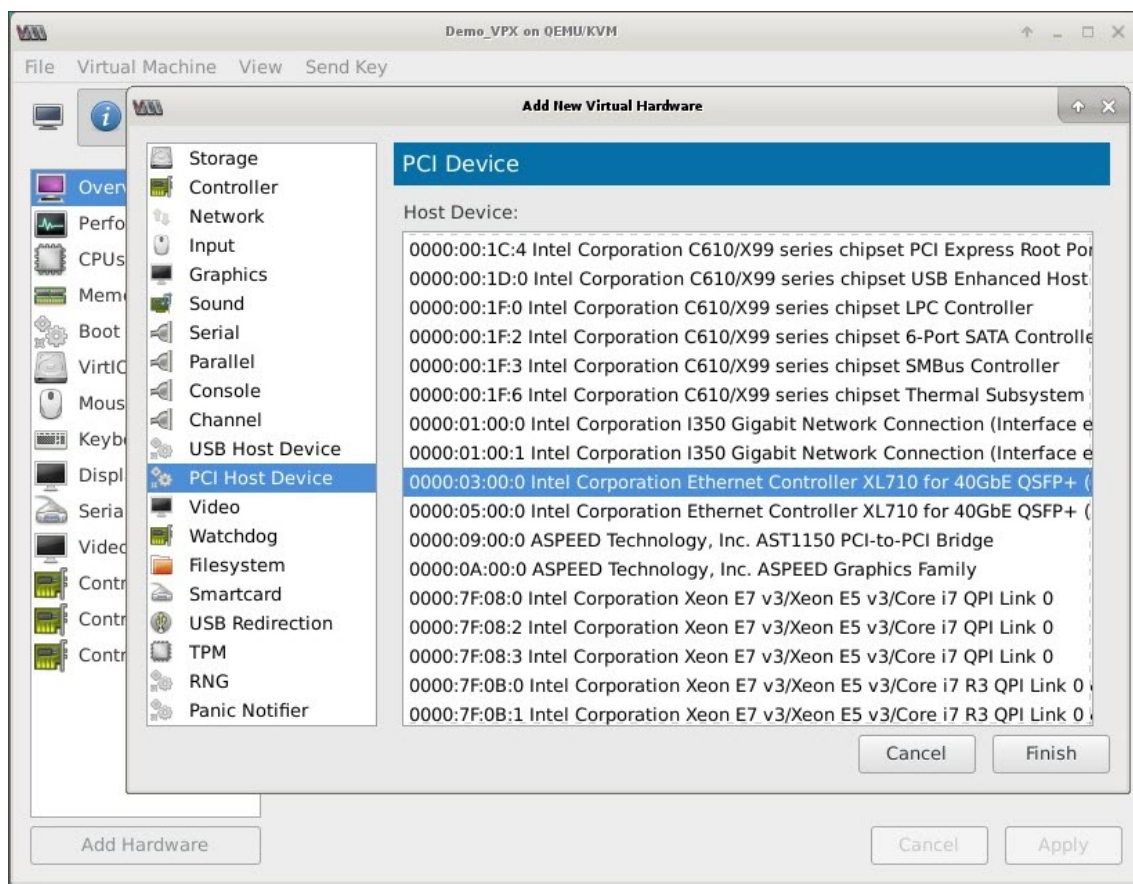 Demo_VPX on QEMU/KVM
File Virtual Machine View Send Key
Add New Virtual Hardware
Overv
Perfo
CPUs
Mem
Boot
VirtIO
Mous
Keyb
Displ
Seria
Video
Contr
Contr
Contr
Storage
Controller
Network
Input
Graphics
Sound
Serial
Parallel
Console
Channel
USB Host Device
PCI Host Device
Video
Watchdog
Filesystem
Smartcard
USB Redirection
TPM
RNG
Panic Notifier
PCI Device
Host Device:
0000:00:1C:4 Intel Corporation C610/X99 series chipset PCI Express Root Por
0000:00:1D:0 Intel Corporation C610/X99 series chipset USB Enhanced Host
0000:00:1F:0 Intel Corporation C610/X99 series chipset LPC Controller
0000:00:1F:2 Intel Corporation C610/X99 series chipset 6-Port SATA Controlle
0000:00:1F:3 Intel Corporation C610/X99 series chipset SMBus Controller
0000:00:1F:6 Intel Corporation C610/X99 series chipset Thermal Subsystem
0000:01:00:0 Intel Corporation I350 Gigabit Network Connection (Interface e
0000:01:00:1 Intel Corporation I350 Gigabit Network Connection (Interface e
0000:03:00:0 Intel Corporation Ethernet Controller XL710 for 40GbE QSFP+ (
0000:05:00:0 Intel Corporation Ethernet Controller XL710 for 40GbE QSFP+ (
0000:09:00:0 ASPEED Technology, Inc. AST1150 PCI-to-PCI Bridge
0000:0A:00:0 ASPEED Technology, Inc. ASPEED Graphics Family
0000:7F:08:0 Intel Corporation Xeon E7 v3/Xeon E5 v3/Core i7 QPI Link 0
0000:7F:08:2 Intel Corporation Xeon E7 v3/Xeon E5 v3/Core i7 QPI Link 0
0000:7F:08:3 Intel Corporation Xeon E7 v3/Xeon E5 v3/Core i7 QPI Link 0
0000:7F:0B:0 Intel Corporation Xeon E7 v3/Xeon E5 v3/Core i7 R3 QPI Link 0
0000:7F:0B:1 Intel Corporation Xeon E7 v3/Xeon E5 v3/Core i7 R3 QPI Link 0
Cancel Finish
Add Hardware
Cancel Apply